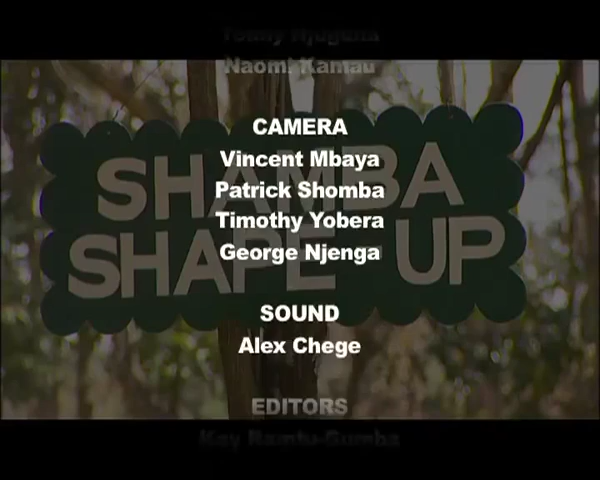 Naomi Kamau
CAMERA
Vincent Mbaya
Patrick Shomba
Timothy Yobera
George Njenga
SOUND
Alex Chege
EDITORS
SHAMBA
SHAPE-UP